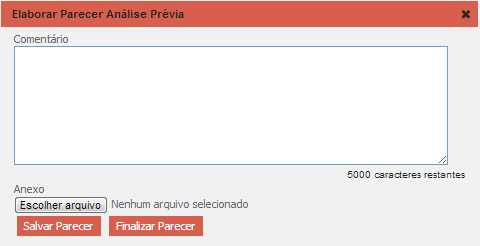 Elaborar Parecer Análise Prévia
Comentário
5000 caracteres restantes
Anexo
Escolher arquivo Nenhum arquivo selecionado
Salvar Parecer Finalizar Parecer